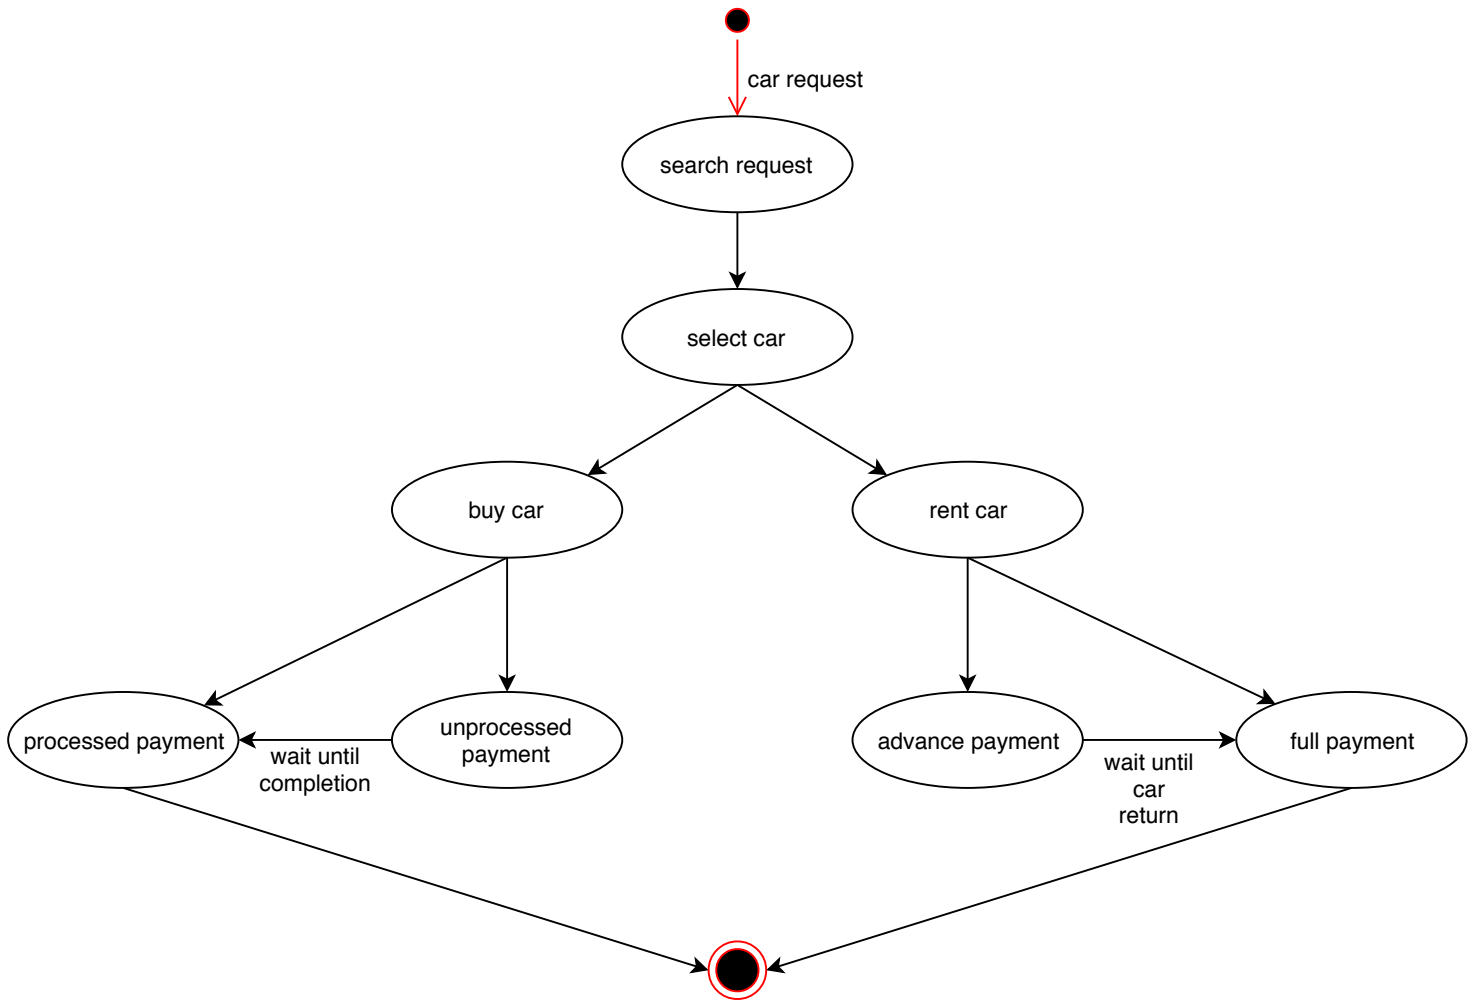 car request
search request
select car
buy car
rent car
processed payment
wait until
completion
unprocessed
payment
advance payment
wait until
car
return
full payment